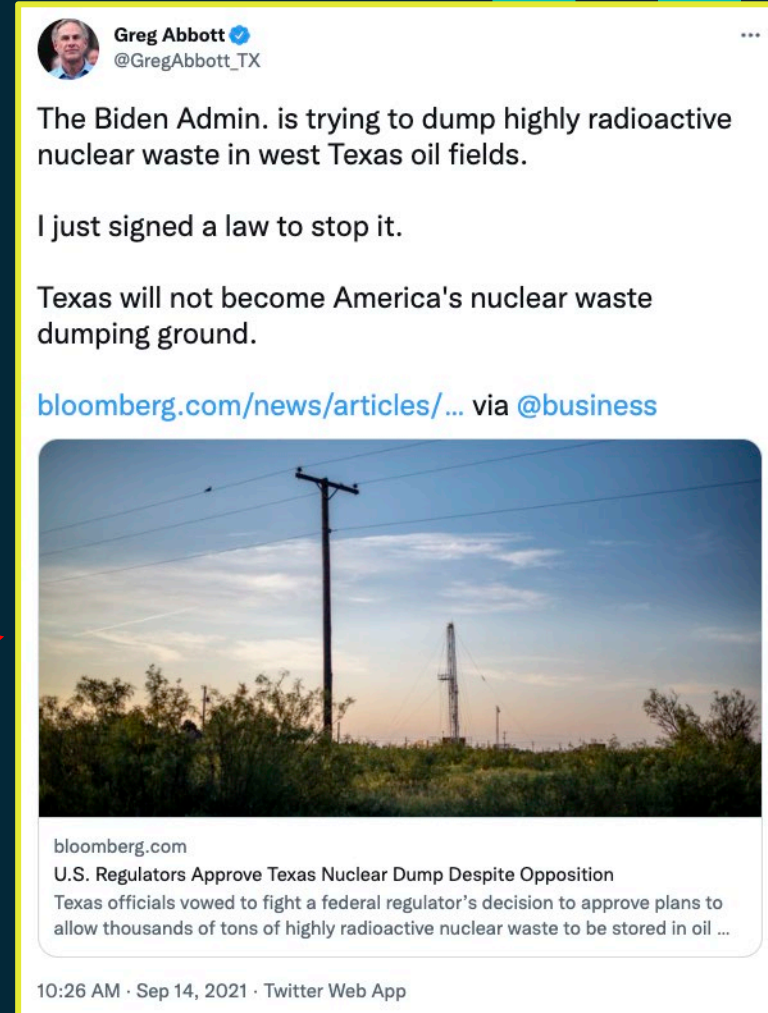 Greg Abbott
@GregAbbott_TX
The Biden Admin. is trying to dump highly radioactive
nuclear waste in west Texas oil fields.
I just signed a law to stop it.
Texas will not become America's nuclear waste
dumping ground.
bloomberg.com/news/articles/... via @business
bloomberg.com
U.S. Regulators Approve Texas Nuclear Dump Despite Opposition
Texas officials vowed to fight a federal regulator's decision to approve plans to
allow thousands of tons of highly radioactive nuclear waste to be stored in oil ...
10:26 AM · Sep 14, 2021 · Twitter Web App